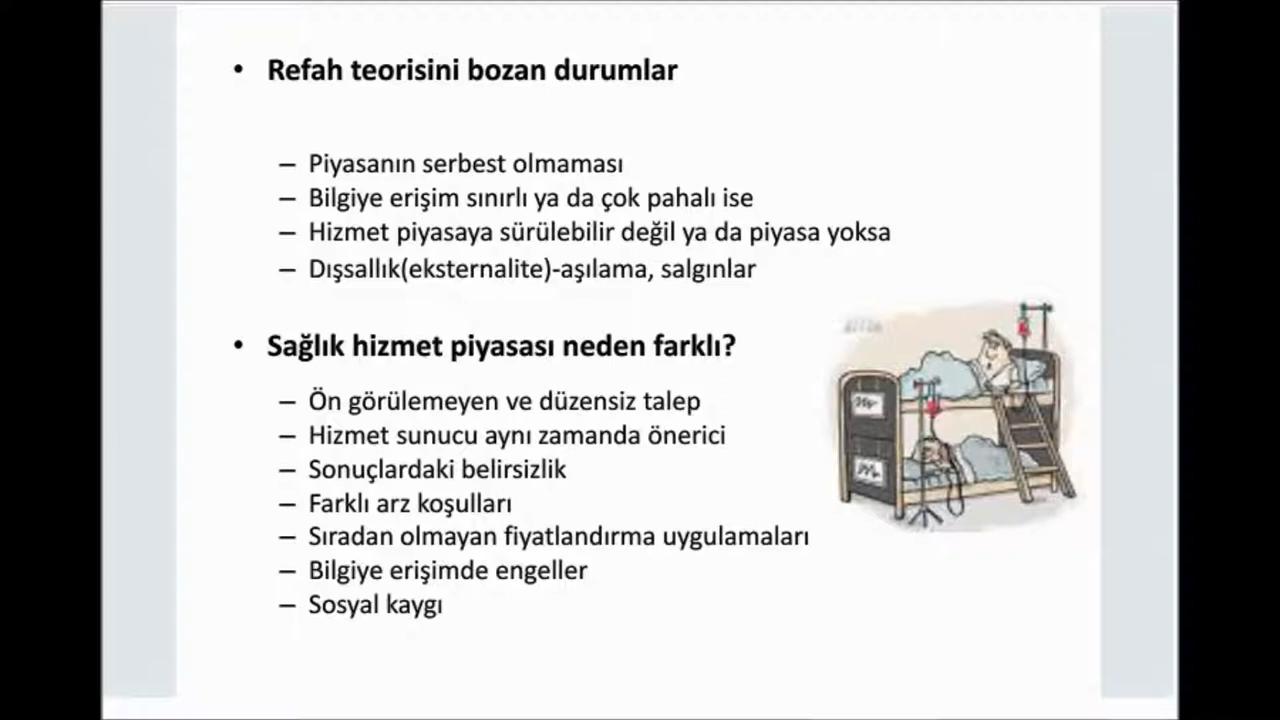 • Refah teorisini bozan durumlar
– Piyasanın serbest olmaması
– Bilgiye erişim sınırlı ya da çok pahalı ise
– Hizmet piyasaya sürülebilir değil ya da piyasa yoksa
– Dışsallık(eksternalite)-aşılama, salgınlar
• Sağlık hizmet piyasası neden farklı?
– Ön görülemeyen ve düzensiz talep
– Hizmet sunucu aynı zamanda önerici
– Sonuçlardaki belirsizlik
– Farklı arz koşulları
– Sıradan olmayan fiyatlandırma uygulamaları
– Bilgiye erişimde engeller
– Sosyal kaygı